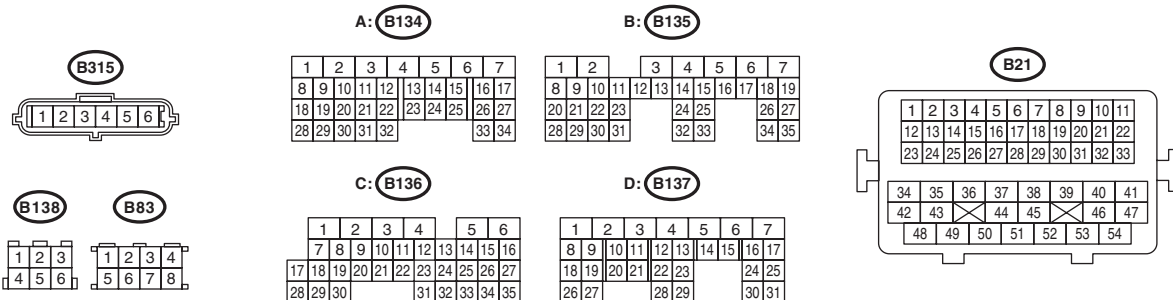 B315
1 2 3 4 5 6
B138
1 2 3
4 5 6
B83
1 2 3 4
5 6 7 8
A: B134
1 2 3 4 5 6 7
8 9 10 11 12 13 14 15 16 17
18 19 20 21 22 23 24 25 26 27
28 29 30 31 32 33 34
B: B135
1 2 3 4 5 6 7
8 9 10 11 12 13 14 15 16 17 18 19
20 21 22 23 24 25 26 27
28 29 30 31 32 33 34 35
C: B136
1 2 3 4 5 6
7 8 9 10 11 12 13 14 15 16
17 18 19 20 21 22 23 24 25 26 27
28 29 30 31 32 33 34 35
D: B137
1 2 3 4 5 6 7
8 9 10 11 12 13 14 15 16 17
18 19 20 21 22 23 24 25
26 27 28 29 30 31
B21
1 2 3 4 5 6 7 8 9 10 11
12 13 14 15 16 17 18 19 20 21 22
23 24 25 26 27 28 29 30 31 32 33
34 35 36 37 38 39 40 41
42 43 44 45 46 47
48 49 50 51 52 53 54